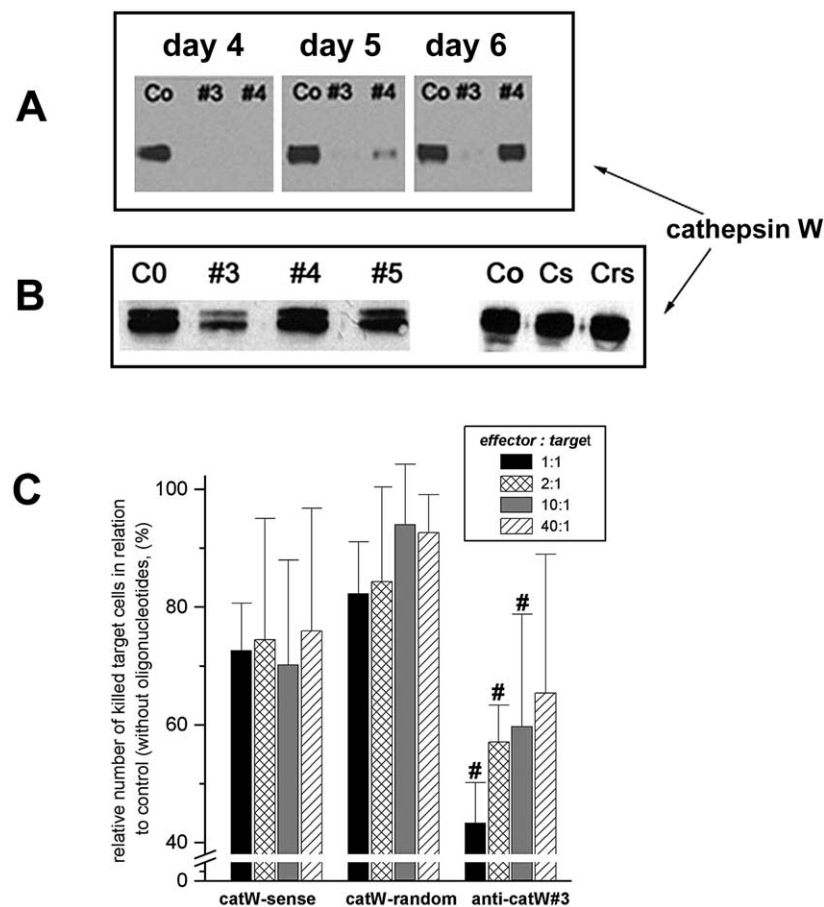 A
day 4 day 5 day 6
Co #3 #4 Co #3 #4 Co #3 #4
cathepsin W
B
C0 #3 #4 #5 Co Cs Crs
C
effector : target
1:1
2:1
10:1
40:1
relative number of killed target cells in relation
to control (without oligonucleotides, (%)
100
80
60
40
0
# # #
catW-sense catW-random anti-catW#3